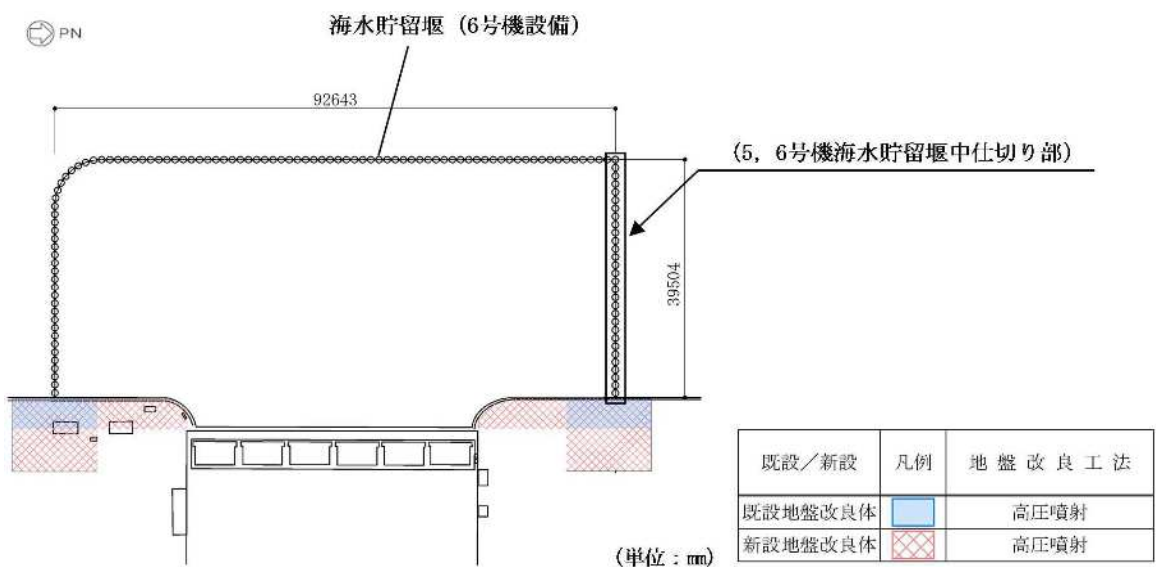 PN
海水貯留堰（6号機設備）
92643
（5，6号機海水貯留堰中仕切り部）
39504
既設／新設 凡例 地盤改良工法
既設地盤改良体 高圧噴射
新設地盤改良体 高圧噴射
（単位：mm）